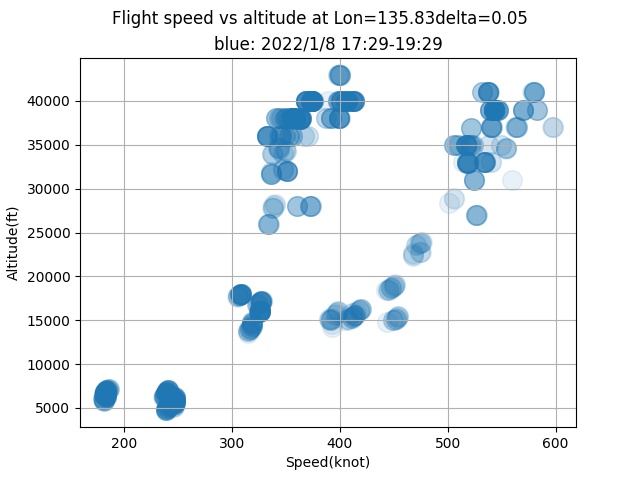 Flight speed vs altitude at Lon=135.83delta=0.05
blue: 2022/1/8 17:29-19:29
Altitude(ft)
40000
35000
30000
25000
20000
15000
10000
5000
200 300 400 500 600
Speed(knot)